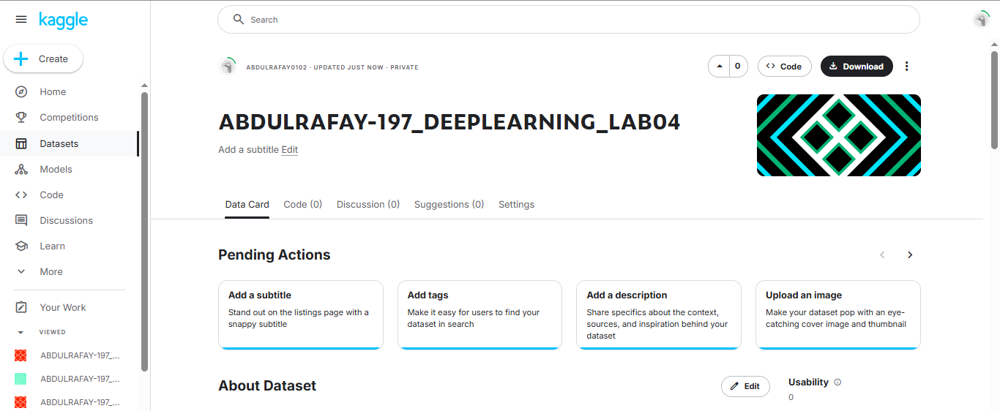 kaggle
Search
Create
Home
Competitions
Datasets
Models
Code
Discussions
Learn
More
Your Work
VIEWED
ABDULRAFAY-197_...
ABDULRAFAY-197_...
ABDULRAFAY-197_...
ABDULRAFAY0102 · UPDATED JUST NOW · PRIVATE
0
Code
Download
ABDULRAFAY-197_DEEPLEARNING_LAB04
Add a subtitle Edit
Data Card Code (0) Discussion (0) Suggestions (0) Settings
Pending Actions
Add a subtitle
Stand out on the listings page with a
snappy subtitle
Add tags
Make it easy for users to find your
dataset in search
Add a description
Share specifics about the context,
sources, and inspiration behind your
dataset
Upload an image
Make your dataset pop with an eye-
catching cover image and thumbnail
About Dataset
Edit
Usability
0